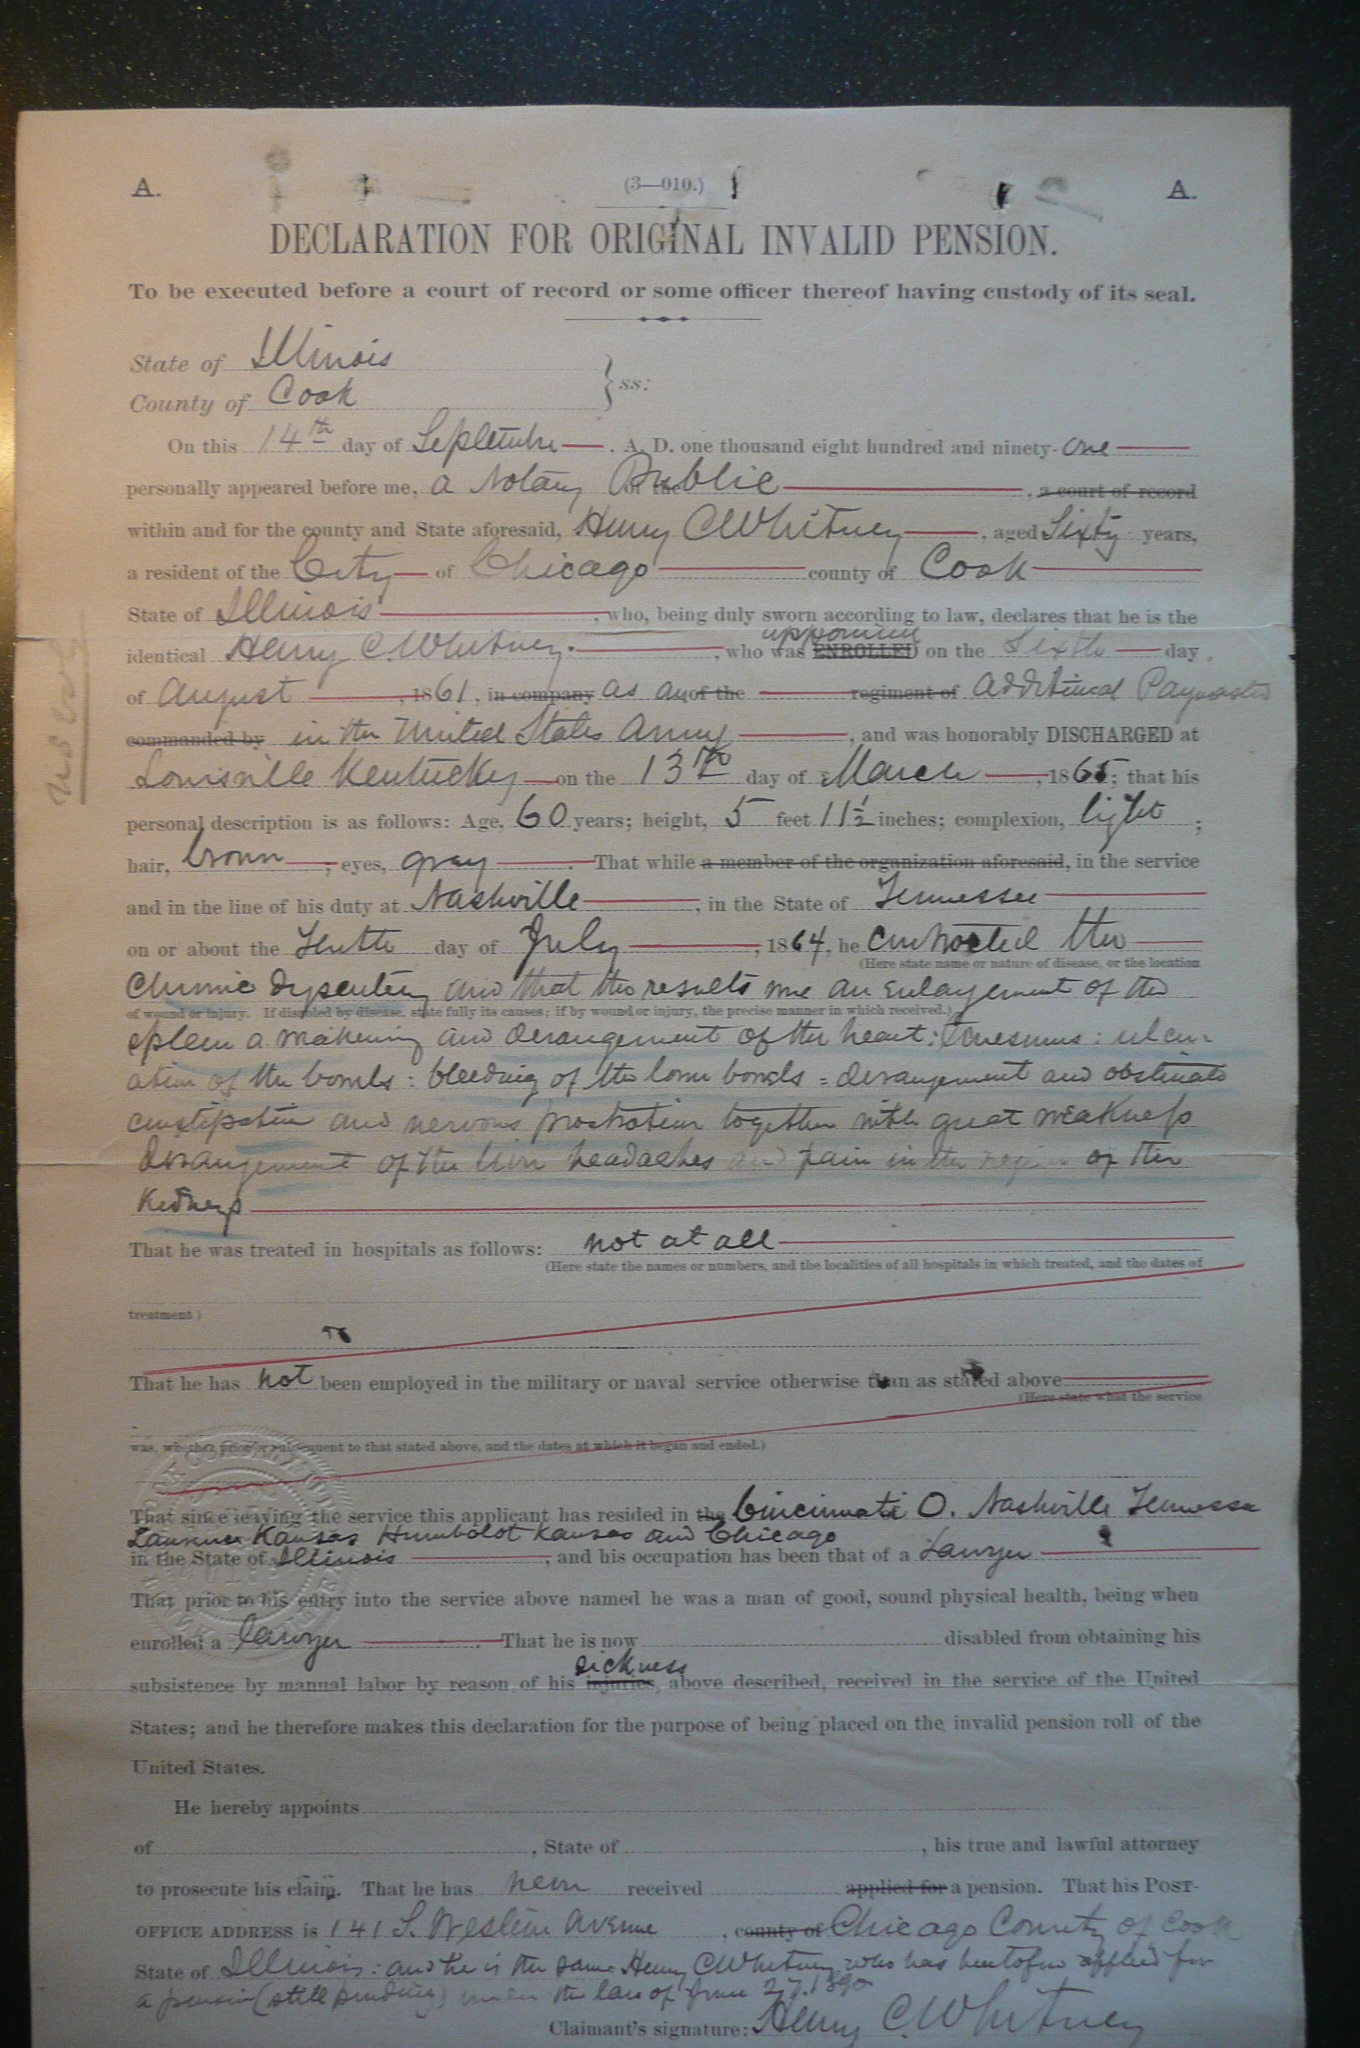 A. (3—010.) A.
DECLARATION FOR ORIGINAL INVALID PENSION.
To be executed before a court of record or some officer thereof having custody of its seal.
State of Illinois
County of Cook } ss:
On this 14th day of September . A. D. one thousand eight hundred and ninety-one
personally appeared before me, a Notary Public or the , a court of record
within and for the county and State aforesaid, Henry C Whitney , aged Sixty years,
a resident of the City of Chicago county of Cook
State of Illinois , who, being duly sworn according to law, declares that he is the
appointed
identical Henry C. Whitney. , who was ENROLLED on the Sixth day
of August , 1861, in company as an of the regiment of Additional Paymaster
commanded by in the United States Army , and was honorably DISCHARGED at
Louisville Kentucky on the 13th day of March , 1865; that his
personal description is as follows: Age, 60 years; height, 5 feet 11½ inches; complexion, light ;
hair, brown ; eyes, gray . That while a member of the organization aforesaid, in the service
and in the line of his duty at Nashville , in the State of Tennessee
on or about the Tenth day of July , 1864, he contracted the
(Here state name or nature of disease, or the location
Chronic dysentery and that the results were an enlargement of the
of wound or injury. If disabled by disease, state fully its causes; if by wound or injury, the precise manner in which received.)
spleen a weakening and derangement of the heart: Tenesmus: ulcer-
ation of the bowels: bleeding of the lower bowels = derangement and obstinate
constipation and nervous prostration together with great weakness
derangement of the liver headaches and pain in the region of the
Kidneys
That he was treated in hospitals as follows: not at all
(Here state the names or numbers, and the localities of all hospitals in which treated, and the dates of
treatment.)
That he has not been employed in the military or naval service otherwise than as stated above
(Here state what the service
was, whether prior or subsequent to that stated above, and the dates at which it began and ended.)
That since leaving the service this applicant has resided in the Cincinnati O. Nashville Tennessee
Lawrence Kansas Humboldt Kansas and Chicago
in the State of Illinois , and his occupation has been that of a Lawyer
That prior to his entry into the service above named he was a man of good, sound physical health, being when
enrolled a lawyer . That he is now disabled from obtaining his
sickness
subsistence by manual labor by reason of his injuries, above described, received in the service of the United
States; and he therefore makes this declaration for the purpose of being placed on the invalid pension roll of the
United States.
He hereby appoints
of , State of , his true and lawful attorney
to prosecute his claim. That he has never received applied for a pension. That his POST-
OFFICE ADDRESS is 141 S. Western Avenue , county of Chicago County of Cook
State of Illinois: and he is the same Henry C Whitney who has heretofore applied for
a pension (still pending) under the law of June 27. 1890
Claimant's signature: Henry C. Whitney